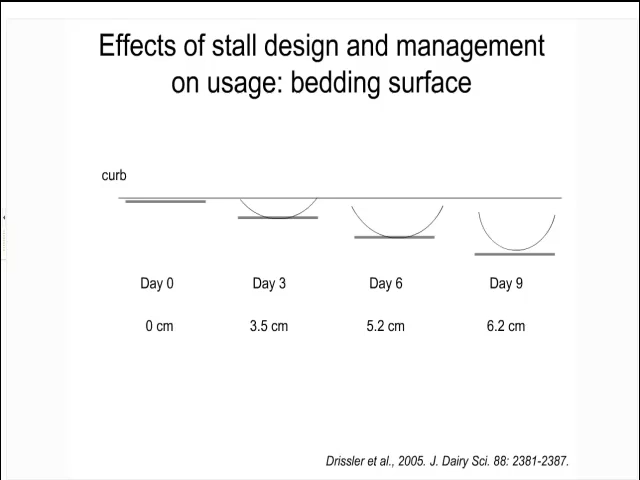 Effects of stall design and management
on usage: bedding surface
curb
Day 0 Day 3 Day 6 Day 9
0 cm 3.5 cm 5.2 cm 6.2 cm
Drissler et al., 2005. J. Dairy Sci. 88: 2381-2387.